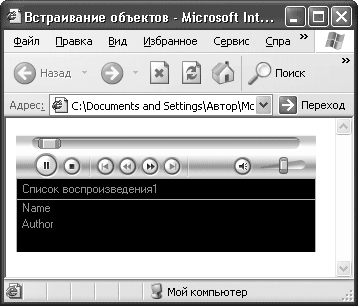 Встраивание объектов - Microsoft Int...
Файл Правка Вид Избранное Сервис Спра »
Назад Поиск
Адрес: C:\Documents and Settings\Автор\Мо Переход
Список воспроизведения1
Name
Author
Мой компьютер